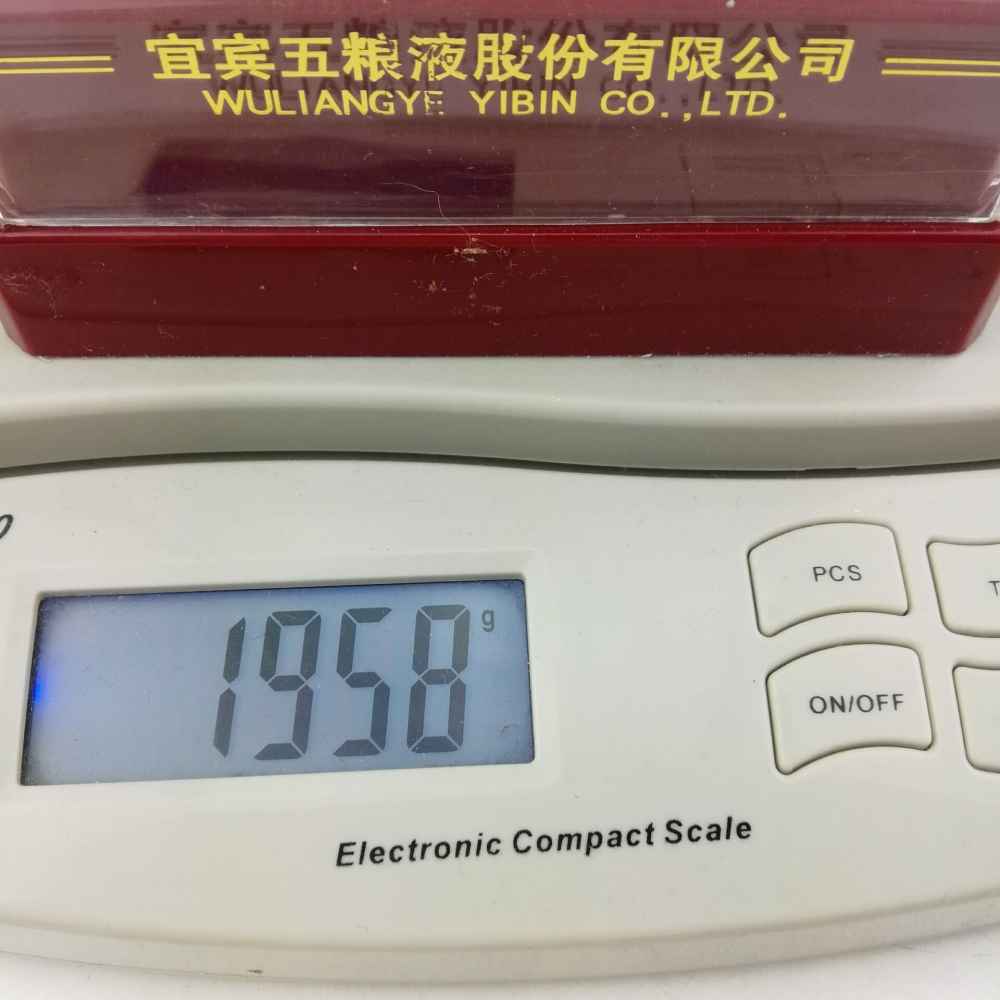 宜宾五粮液股份有限公司
WULIANGYE YIBIN CO.,LTD.
PCS
1958 g
ON/OFF
Electronic Compact Scale